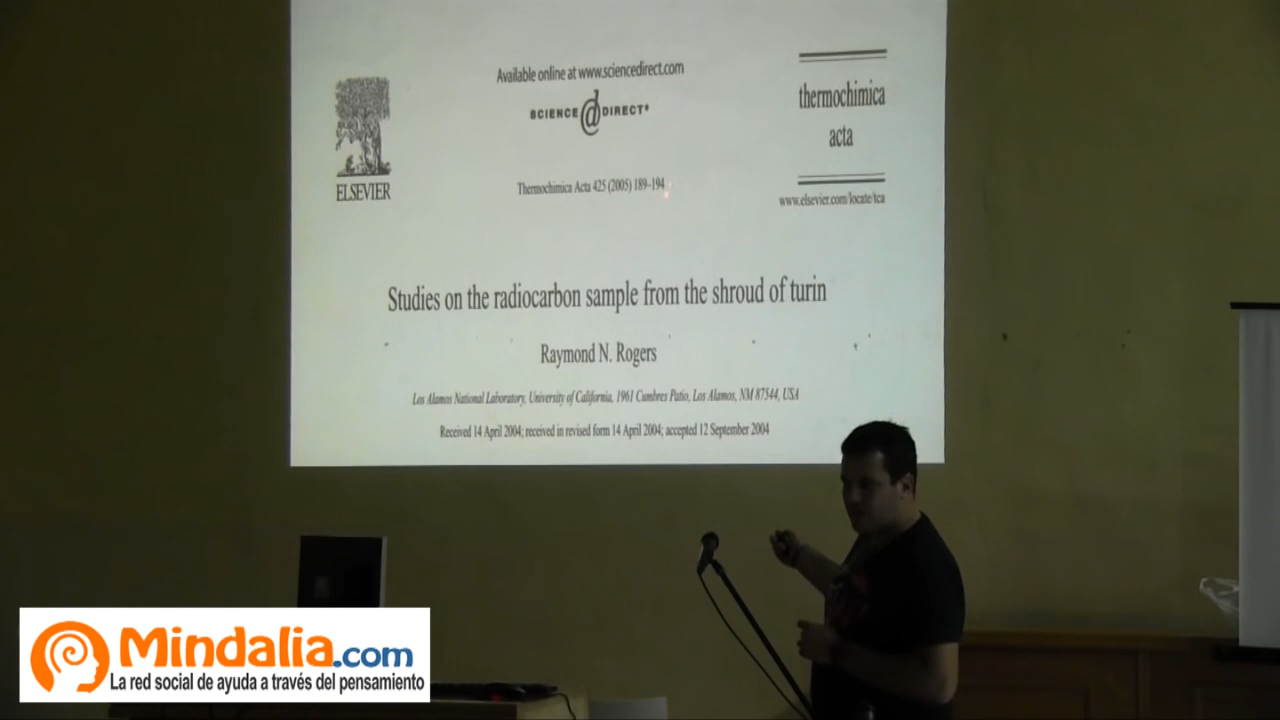 Available online at www.sciencedirect.com
SCIENCE @ DIRECT®
ELSEVIER
thermochimica
acta
Thermochimica Acta 425 (2005) 189–194
www.elsevier.com/locate/tca
Studies on the radiocarbon sample from the shroud of turin
Raymond N. Rogers
Los Alamos National Laboratory, University of California, 1961 Cumbres Patio, Los Alamos, NM 87544, USA
Received 14 April 2004; received in revised form 14 April 2004; accepted 12 September 2004
Mindalia.com
La red social de ayuda a través del pensamiento